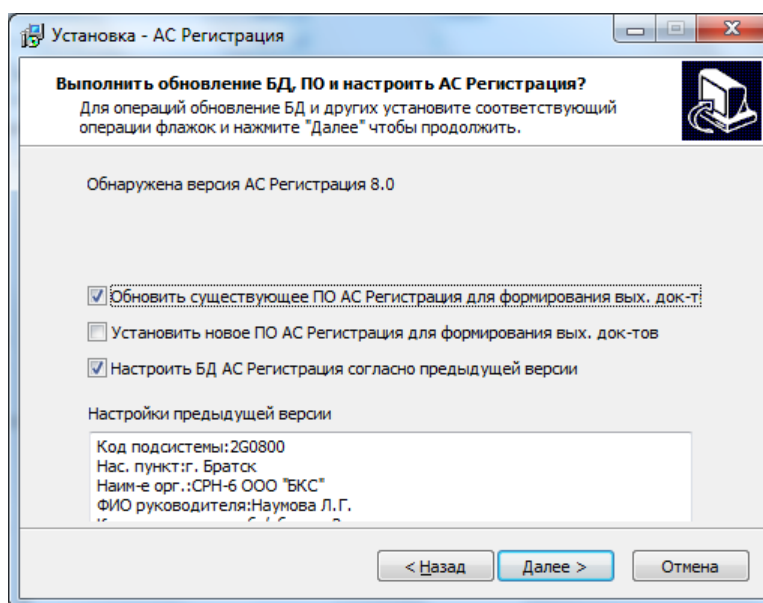 Установка - АС Регистрация
Выполнить обновление БД, ПО и настроить АС Регистрация?
Для операций обновление БД и других установите соответствующий
операции флажок и нажмите "Далее" чтобы продолжить.
Обнаружена версия АС Регистрация 8.0
Обновить существующее ПО АС Регистрация для формирования вых. док-т
Установить новое ПО АС Регистрация для формирования вых. док-тов
Настроить БД АС Регистрация согласно предыдущей версии
Настройки предыдущей версии
Код подсистемы:2G0800
Нас. пункт:г. Братск
Наим-е орг.:СРН-6 ООО "БКС"
ФИО руководителя:Наумова Л.Г.
< Назад
Далее >
Отмена